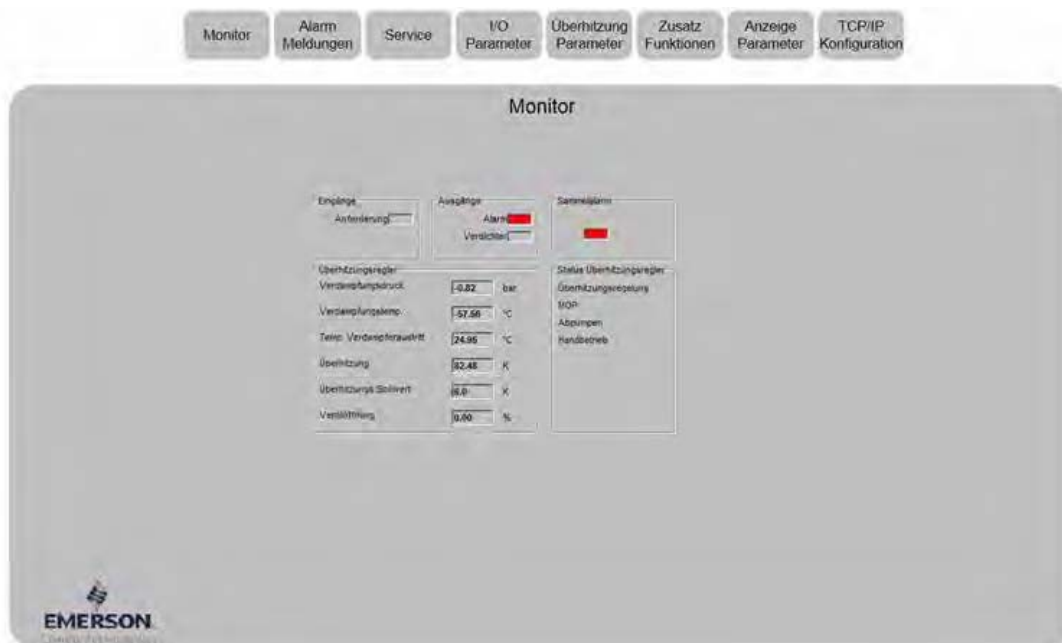 Monitor
Alarm
Meldungen
Service
I/O
Parameter
Überhitzung
Parameter
Zusatz
Funktionen
Anzeige
Parameter
TCP/IP
Konfiguration
Monitor
Eingänge
Anforderung
Ausgänge
Alarm
Verdichter
Sammelalarm
Überhitzungsregler
Verdampfungsdruck -0.82 bar
Verdampfungstemp. -57.56 °C
Temp. Verdampferaustritt 24.95 °C
Überhitzung 82.48 K
Überhitzungs Sollwert 6.0 K
Ventilöffnung 0.00 %
Status Überhitzungsregler
Überhitzungsregelung
MOP
Abpumpen
Handbetrieb
EMERSON